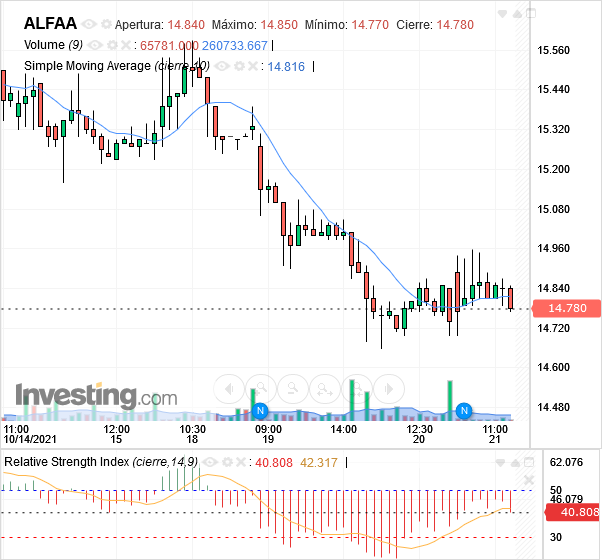 ALFAA Apertura: 14.840 Máximo: 14.850 Mínimo: 14.770 Cierre: 14.780
Volume (9) : 65781.000 260733.667
Simple Moving Average (cierre,10) : 14.816
15.560
15.440
15.320
15.200
15.080
14.960
14.840
14.780
14.720
14.600
14.480
Investing.com
N N
11:00 12:00 10:30 09:00 14:00 12:30 11:00
10/14/2021 15 18 19 20 21
Relative Strength Index (cierre,14,9) : 40.808 42.317
62.076
50
46.079
40.808
30